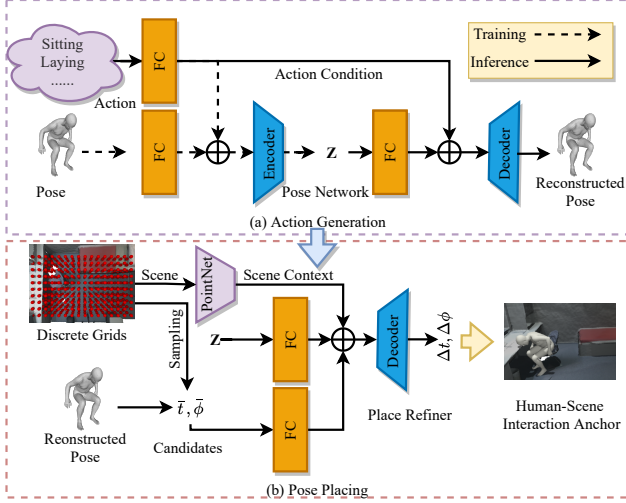 Sitting
Laying
......
Action
FC
Action Condition
Training
Inference
Pose
FC
Encoder
z
Pose Network
FC
Decoder
Reconstructed
Pose
(a) Action Generation
Discrete Grids
Scene
PointNet
Scene Context
Sampling
z
FC
Decoder
Δt, Δϕ
Place Refiner
Human-Scene
Interaction Anchor
Reonstructed
Pose
t̄, ϕ̄
Candidates
FC
(b) Pose Placing